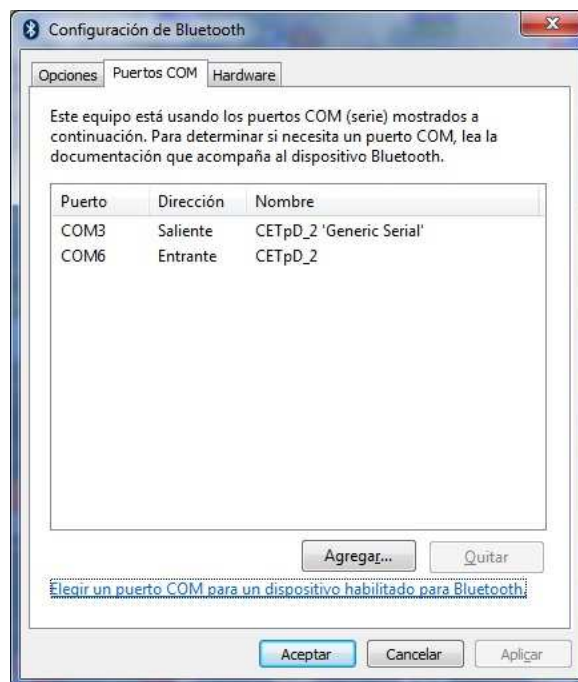 Configuración de Bluetooth
Opciones Puertos COM Hardware
Este equipo está usando los puertos COM (serie) mostrados a
continuación. Para determinar si necesita un puerto COM, lea la
documentación que acompaña al dispositivo Bluetooth.
Puerto Dirección Nombre
COM3 Saliente CETpD_2 'Generic Serial'
COM6 Entrante CETpD_2
Agregar... Quitar
Elegir un puerto COM para un dispositivo habilitado para Bluetooth.
Aceptar Cancelar Aplicar